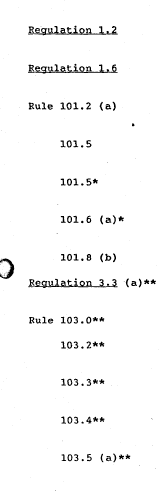 Regulation 1.2
Regulation 1.6
Rule 101.2 (a)
101.5
101.5*
101.6 (a)*
101.8 (b)
Regulation 3.3 (a)**
Rule 103.0**
103.2**
103.3**
103.4**
103.5 (a)**